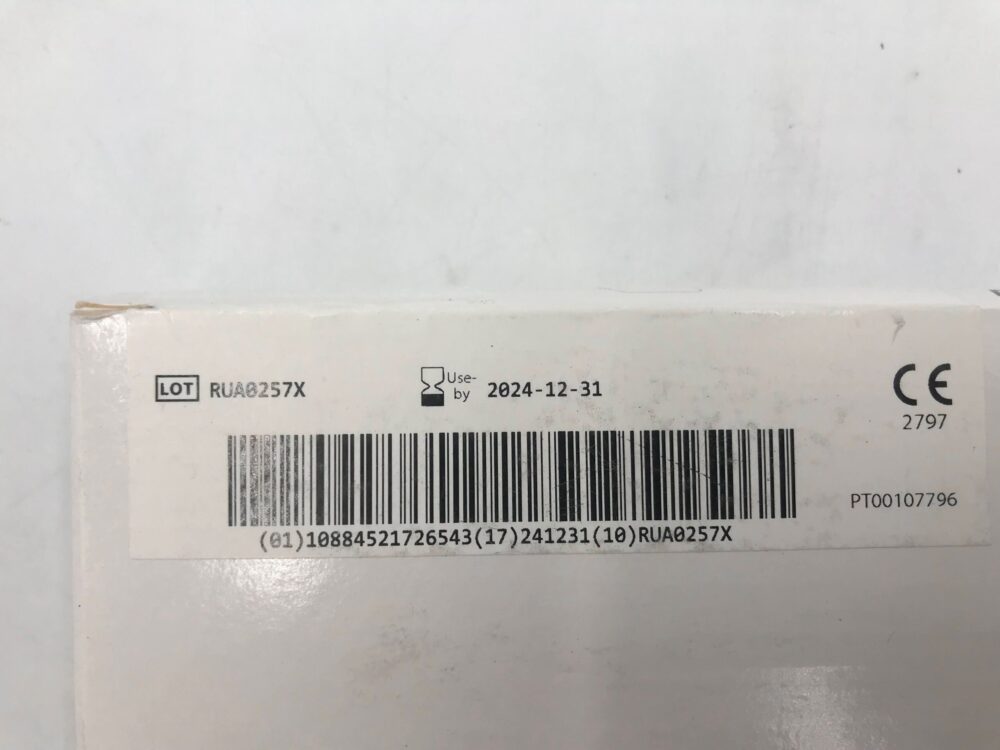 LOT RUA0257X
Use-by 2024-12-31
CE
2797
PT00107796
(01)10884521726543(17)241231(10)RUA0257X